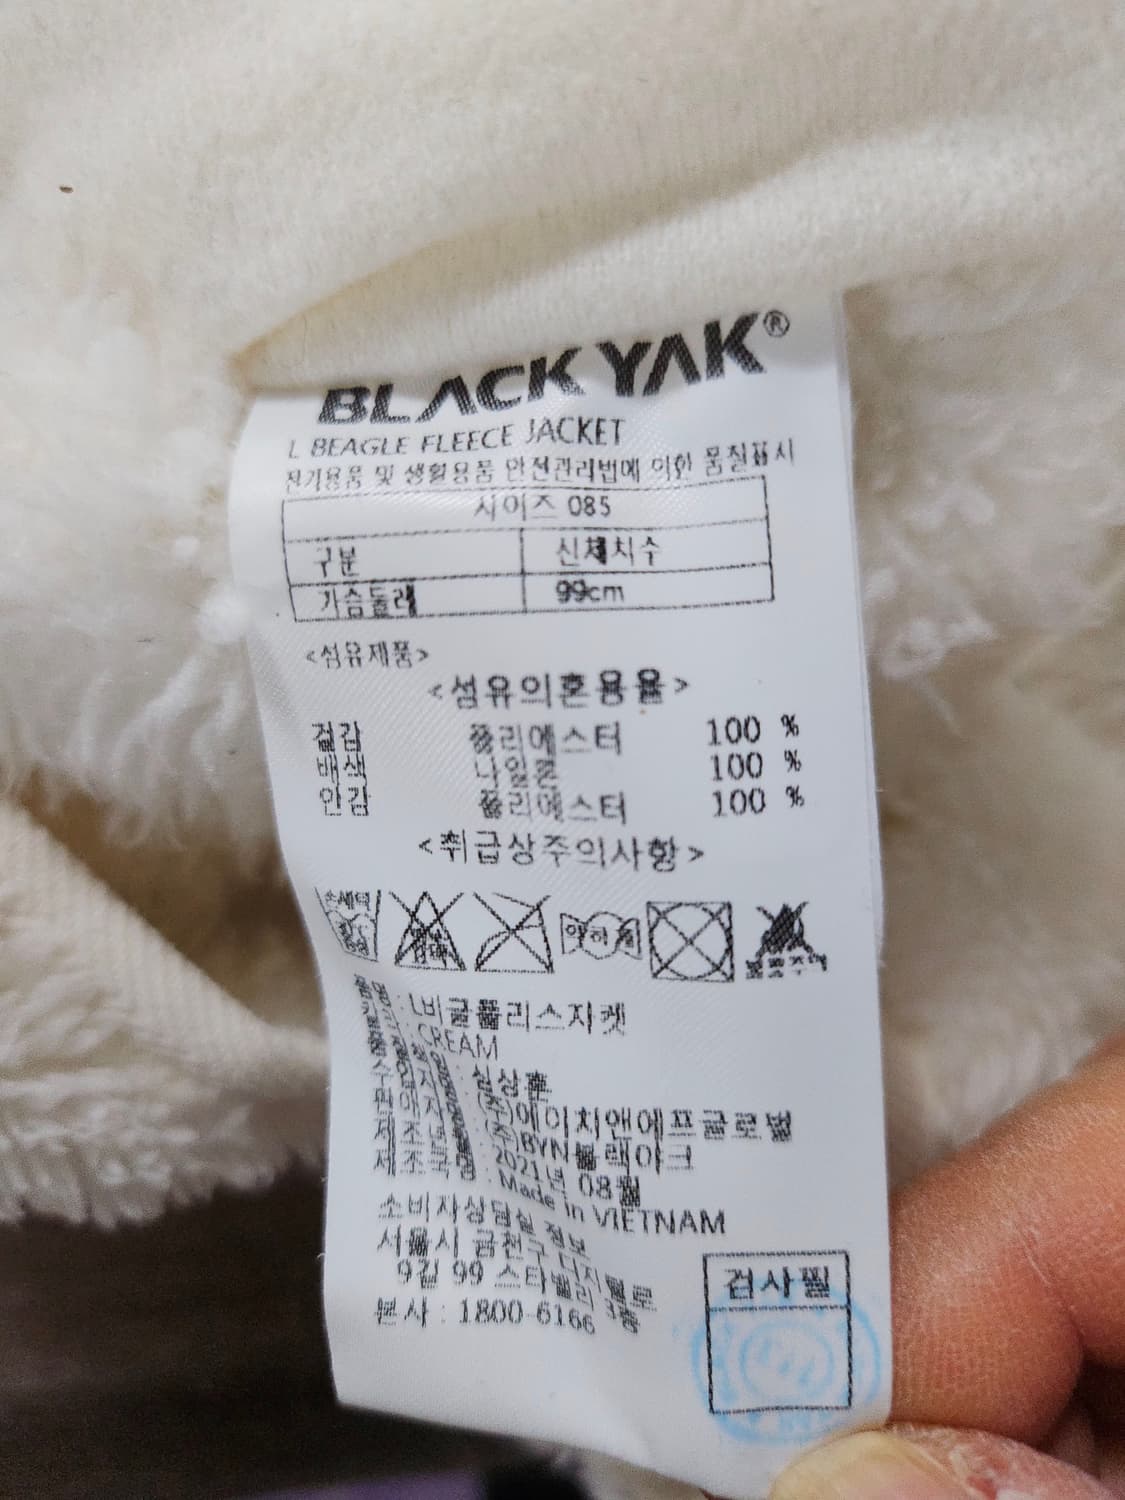 BLACKYAK®
L BEAGLE FLEECE JACKET
전기용품 및 생활용품 안전관리법에 의한 품질표시
사이즈 085
구분 신체치수
가슴둘레 99cm
<섬유제품>
<섬유의혼용율>
겉감 폴리에스터 100 %
배색 나일론 100 %
안감 폴리에스터 100 %
<취급상주의사항>
손세탁
약하게
: L비글플리스자켓
CREAM
(주)에이치앤에프글로벌
(주)BYN블랙야크
2021년 08월
Made in VIETNAM
소비자상담실 정보
서울시 금천구 디지털로
9길 99 스타밸리
본사 : 1800-6166
검사필